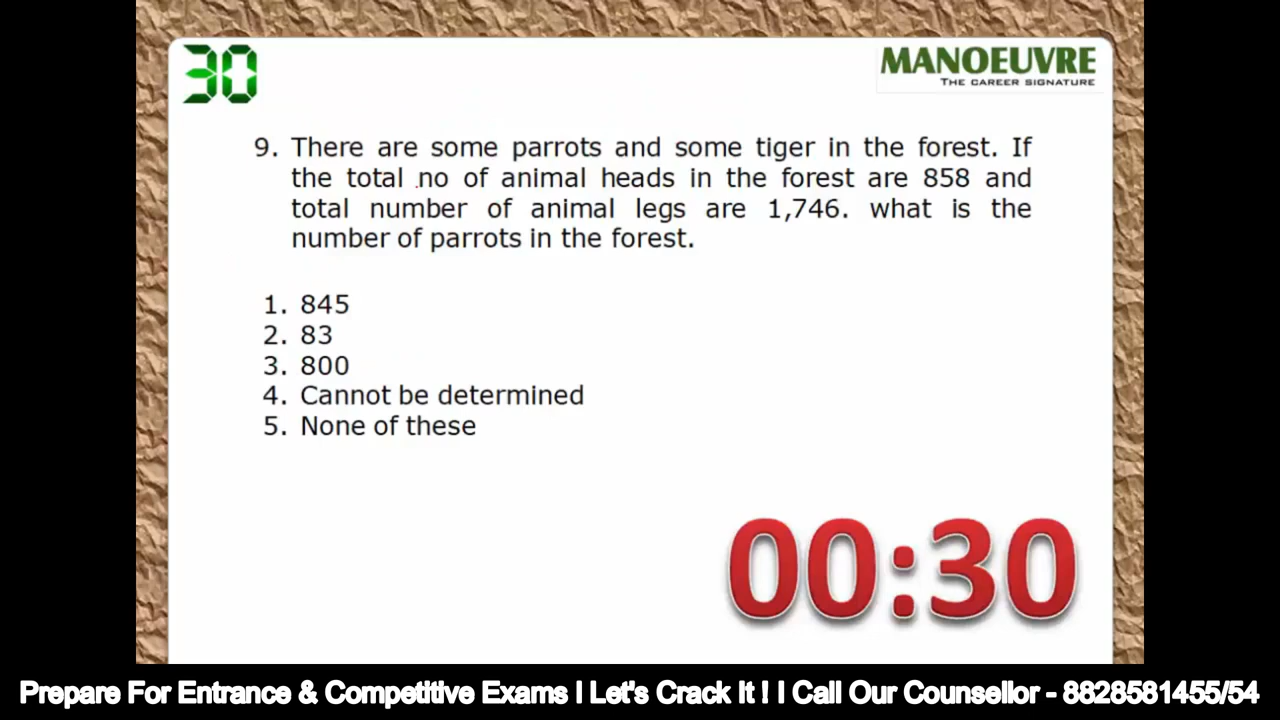 30
MANOEUVRE
THE CAREER SIGNATURE
9. There are some parrots and some tiger in the forest. If
the total no of animal heads in the forest are 858 and
total number of animal legs are 1,746. what is the
number of parrots in the forest.
1. 845
2. 83
3. 800
4. Cannot be determined
5. None of these
00:30
Prepare For Entrance & Competitive Exams I Let's Crack It ! I Call Our Counsellor - 8828581455/54